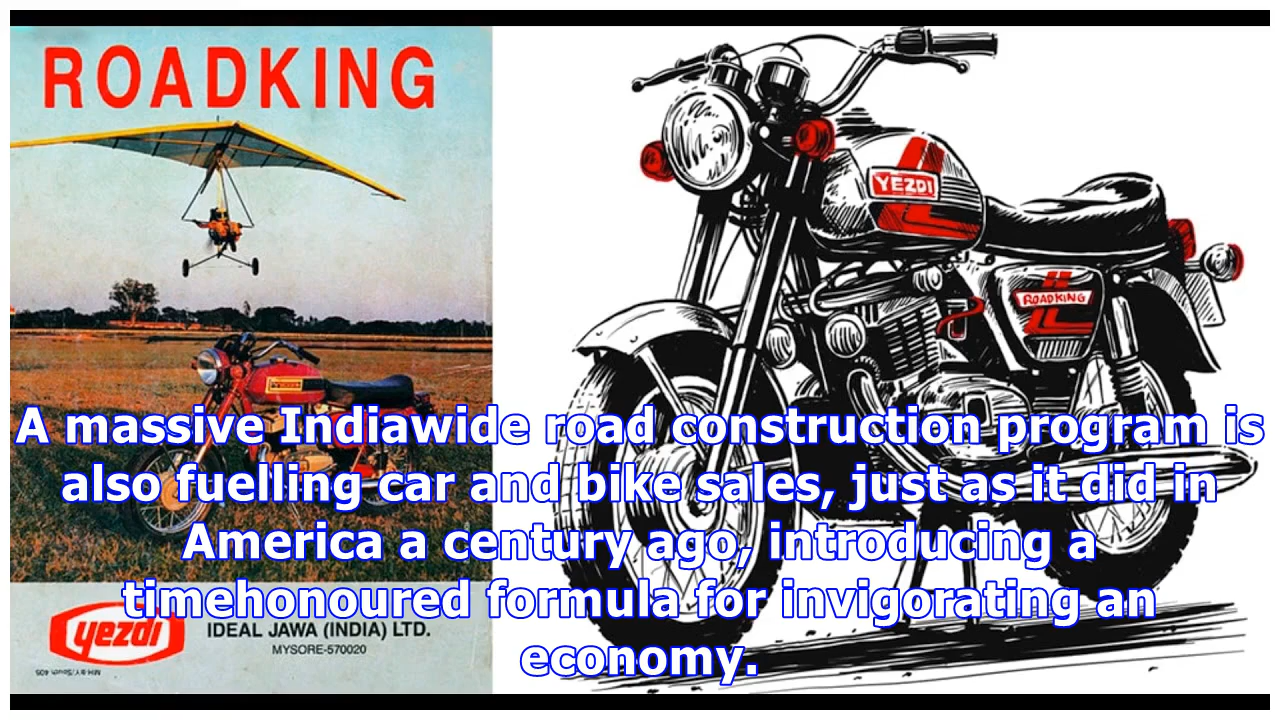 ROADKING
YEZDI
ROADKING
A massive Indiawide road construction program is
also fuelling car and bike sales, just as it did in
America a century ago, introducing a
timehonoured formula for invigorating an
economy.
yezdi
IDEAL JAWA (INDIA) LTD.
MYSORE-570020